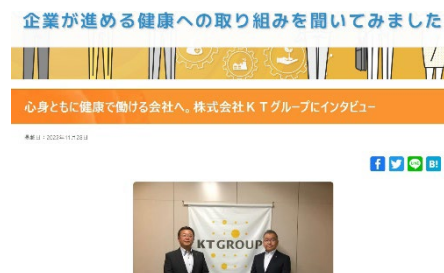 企業が進める健康への取り組みを聞いてみました
心身ともに健康で働ける会社へ。株式会社ＫＴグループにインタビュー
KT GROUP